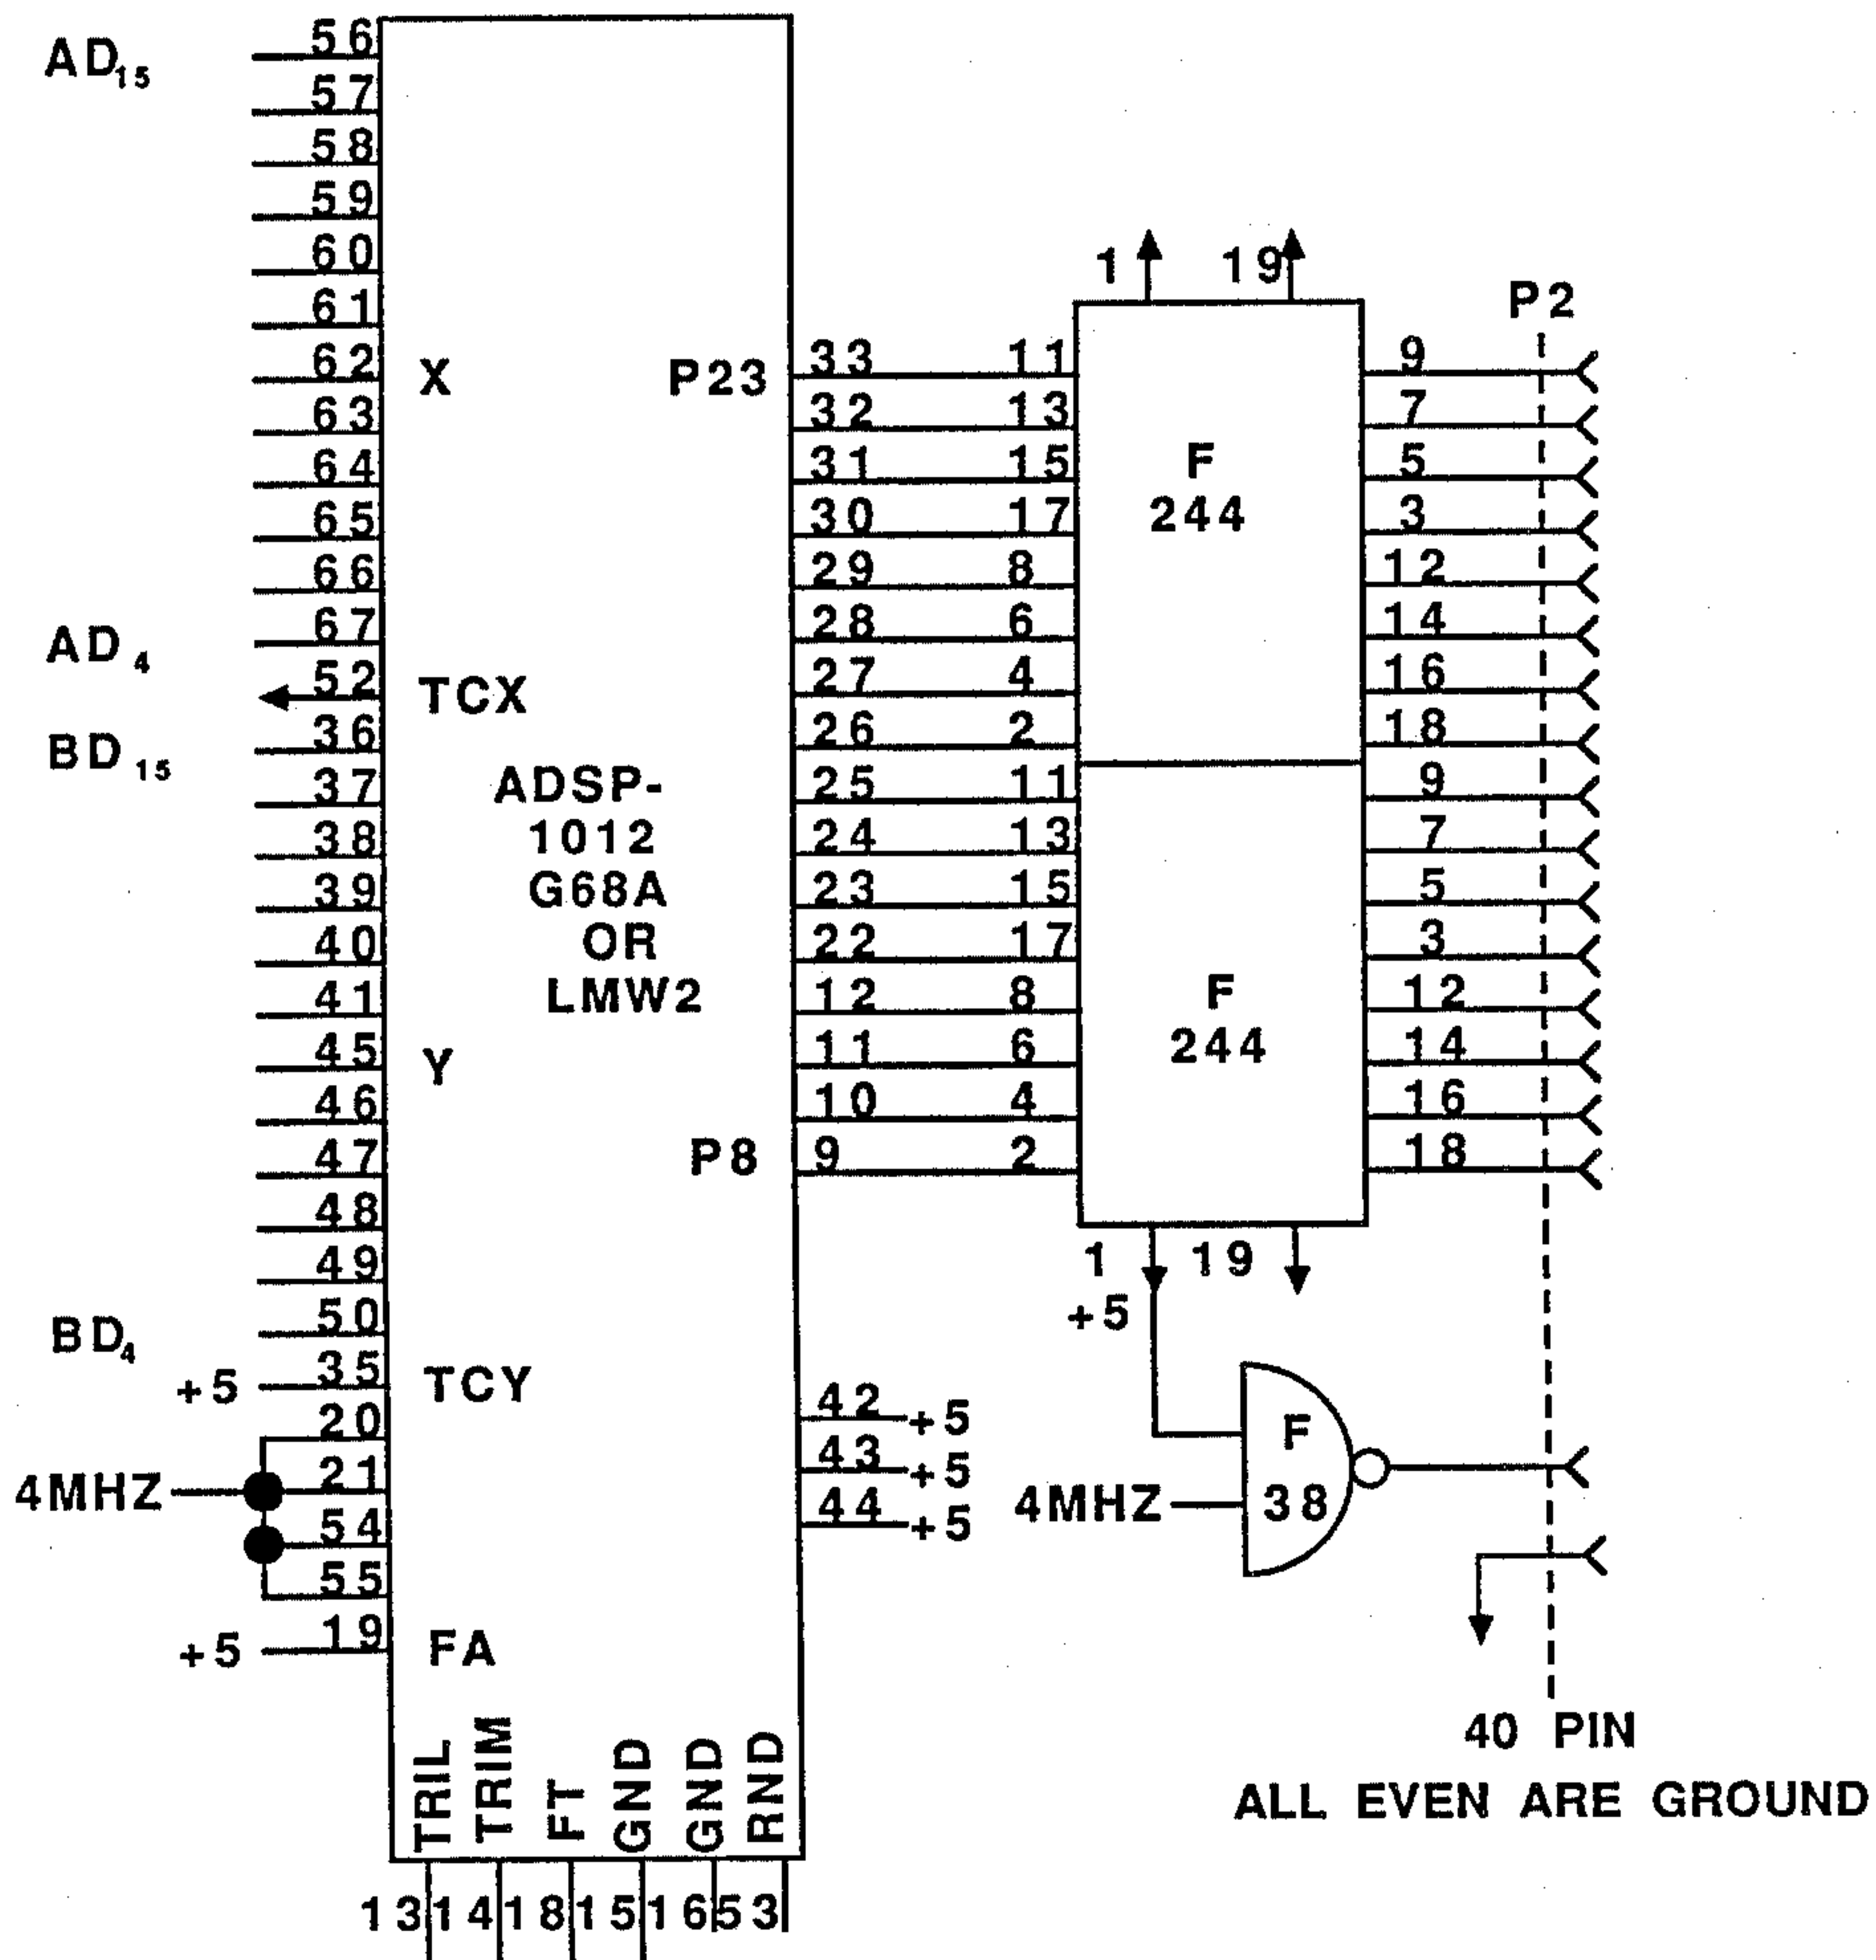 AD15 56
57
58
59
60
61
62 X P23 33 11
63 32 13
64 31 15
65 30 17
66 29 8
AD4 67 28 6
52 TCX 27 4
BD15 36 26 2
37 ADSP- 25 11
38 1012 24 13
39 G68A 23 15
40 OR 22 17
41 LMW2 12 8
45 Y 11 6
46 10 4
47 P8 9 2
48
49
BD4 50
+5 35 TCY
20
4MHZ 21
54
55
+5 19 FA
1 19
F
244
F
244
1 19
+5
P2
9
7
5
3
12
14
16
18
9
7
5
3
12
14
16
18
42 +5
43 +5
44 +5
4MHZ
F
38
40 PIN
ALL EVEN ARE GROUND
TRIL TRIM FT GND GND RND
13 14 18 15 16 53